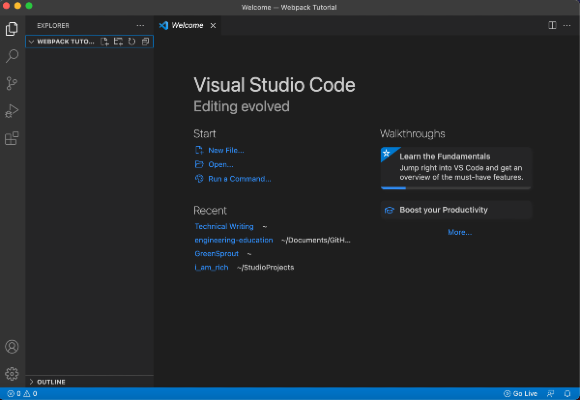 Welcome — Webpack Tutorial
EXPLORER
WEBPACK TUTO...
Welcome
Visual Studio Code
Editing evolved
Start
New File...
Open...
Run a Command...
Recent
Technical Writing ~
engineering-education ~/Documents/GitH...
GreenSprout ~
i_am_rich ~/StudioProjects
Walkthroughs
Learn the Fundamentals
Jump right into VS Code and get an
overview of the must-have features.
Boost your Productivity
More...
OUTLINE
0 0
Go Live